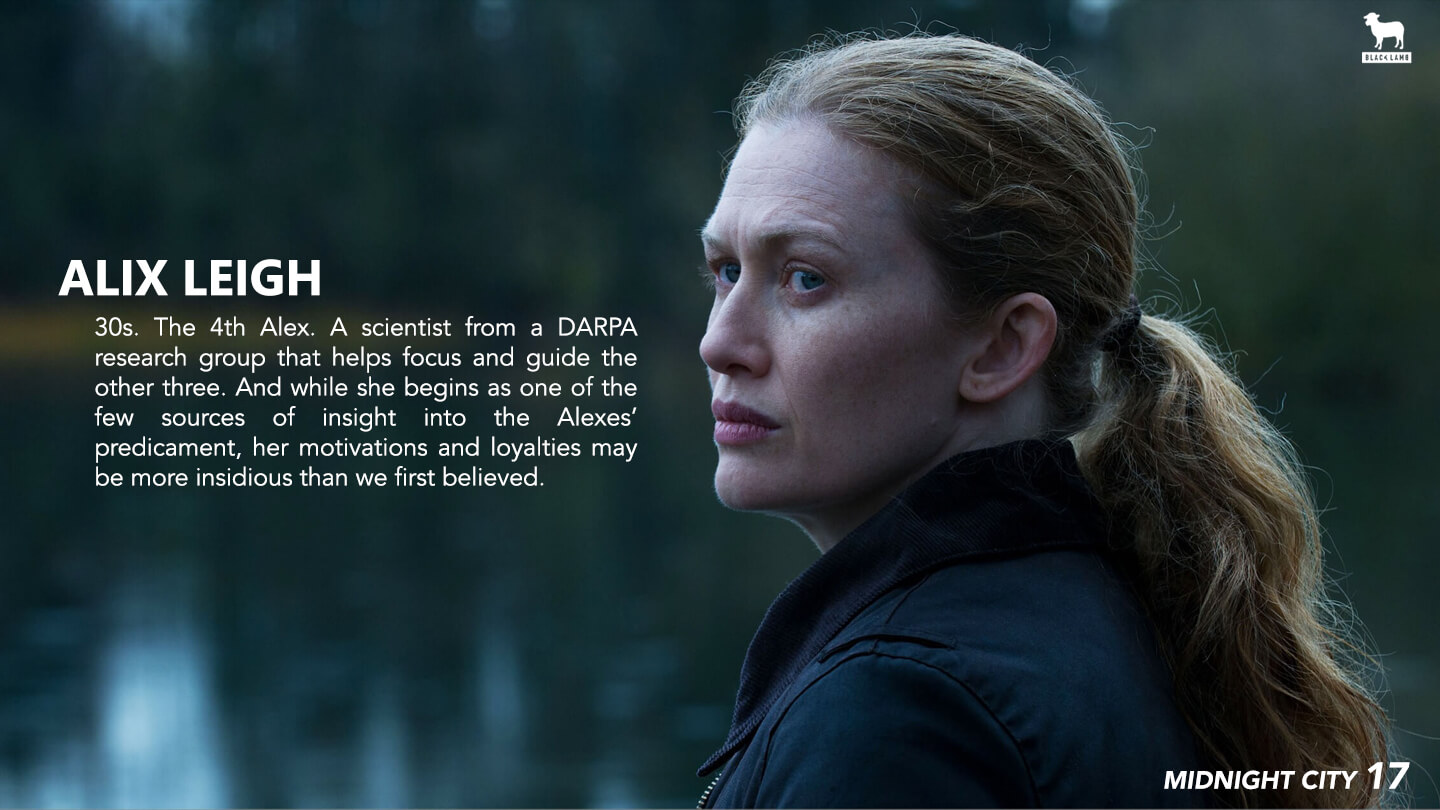 BLACK LAMB
ALIX LEIGH
30s. The 4th Alex. A scientist from a DARPA
research group that helps focus and guide the
other three. And while she begins as one of the
few sources of insight into the Alexes’
predicament, her motivations and loyalties may
be more insidious than we first believed.
MIDNIGHT CITY 17